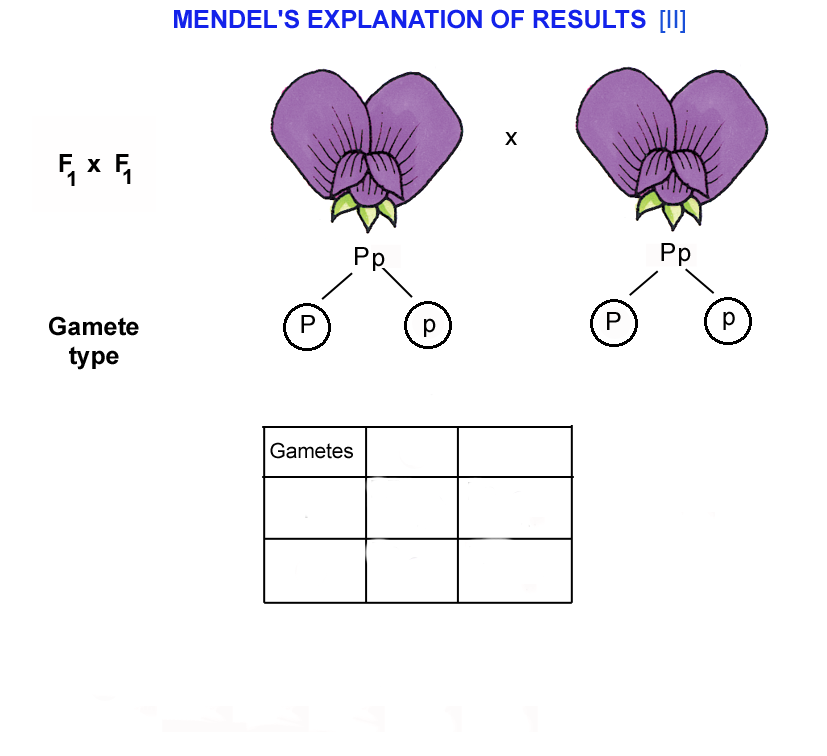 MENDEL'S EXPLANATION OF RESULTS [II]
x
F1 x F1
Pp
Pp
P
p
P
p
Gamete
type
Gametes